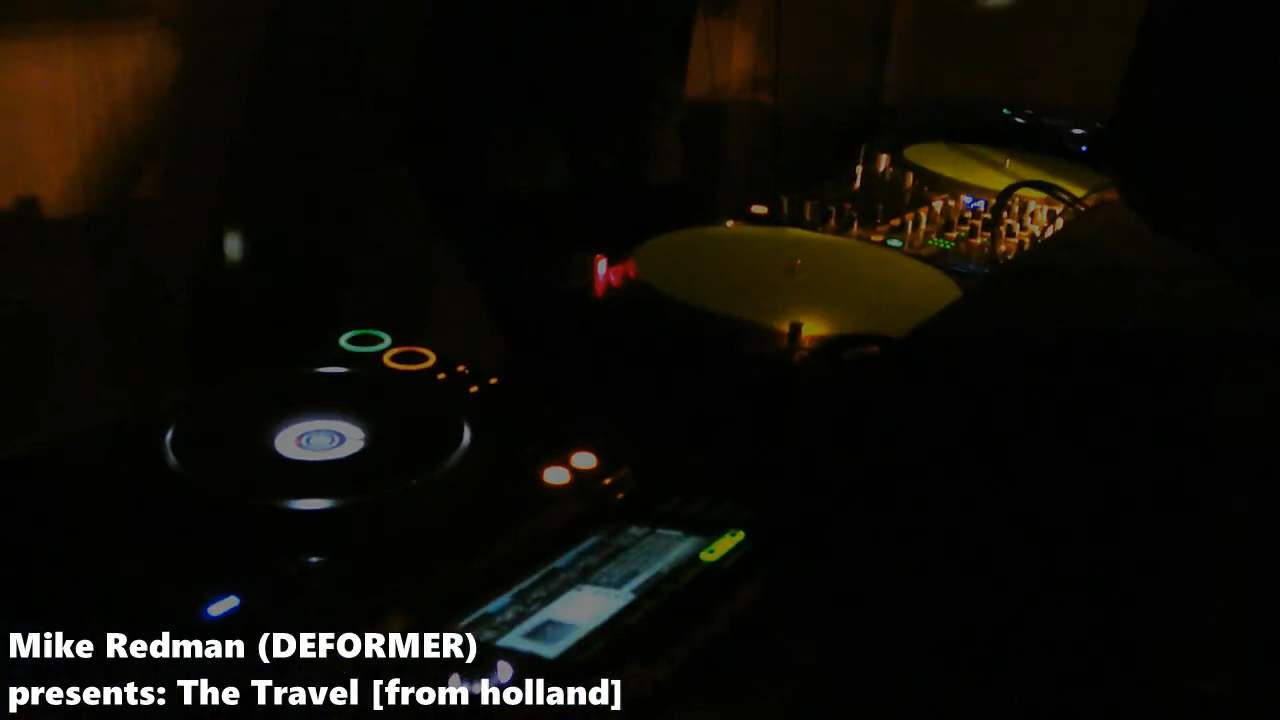 Mike Redman (DEFORMER)
presents: The Travel [from holland]